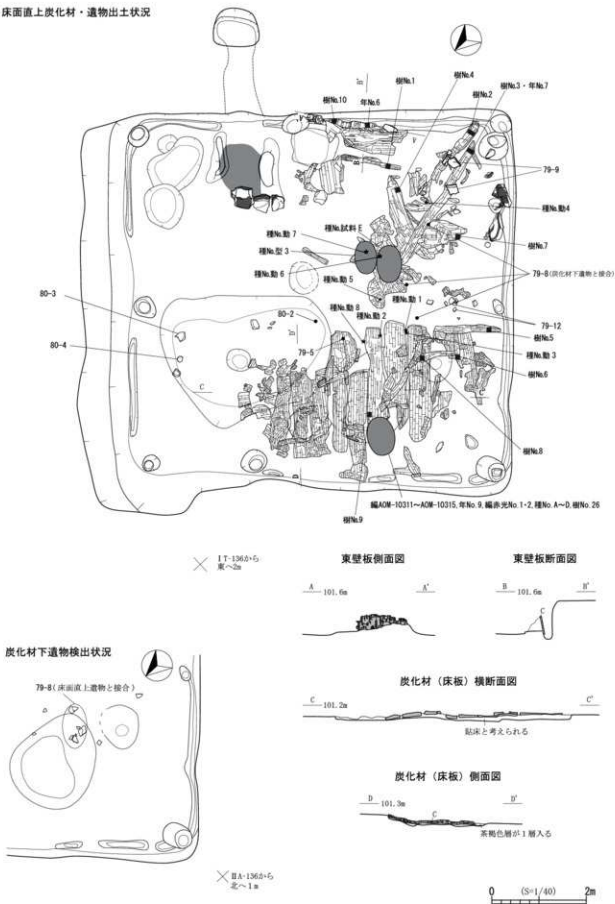 床面直上炭化材・遺物出土状況
樹No.4
樹No.3・年No.7
樹No.1
樹No.2
年No.6
樹No.10
79-9
種No.動4
種No.試料E
種No.動7
樹No.7
種No.型3
79-8(炭化材下遺物と接合)
種No.動6
種No.動5
種No.動1
種No.動8
80-3
80-2
種No.動2
79-12
樹No.5
80-4
79-5
種No.動3
樹No.6
C
C'
樹No.8
編AOM-10311~AOM-10315, 年No.9, 編赤光No.1・2, 種No.A~D, 樹No.26
樹No.9
ⅠT-136から
東へ2m
東壁板側面図
東壁板断面図
A 101.6m A'
B 101.6m B'
C
炭化材下遺物検出状況
79-8(床面直上遺物と接合)
炭化材(床板)横断面図
C 101.2m C'
貼床と考えられる
炭化材(床板)側面図
D 101.3m D'
C
茶褐色層が1層入る
ⅢA-136から
北へ1m
0 (S=1/40) 2m